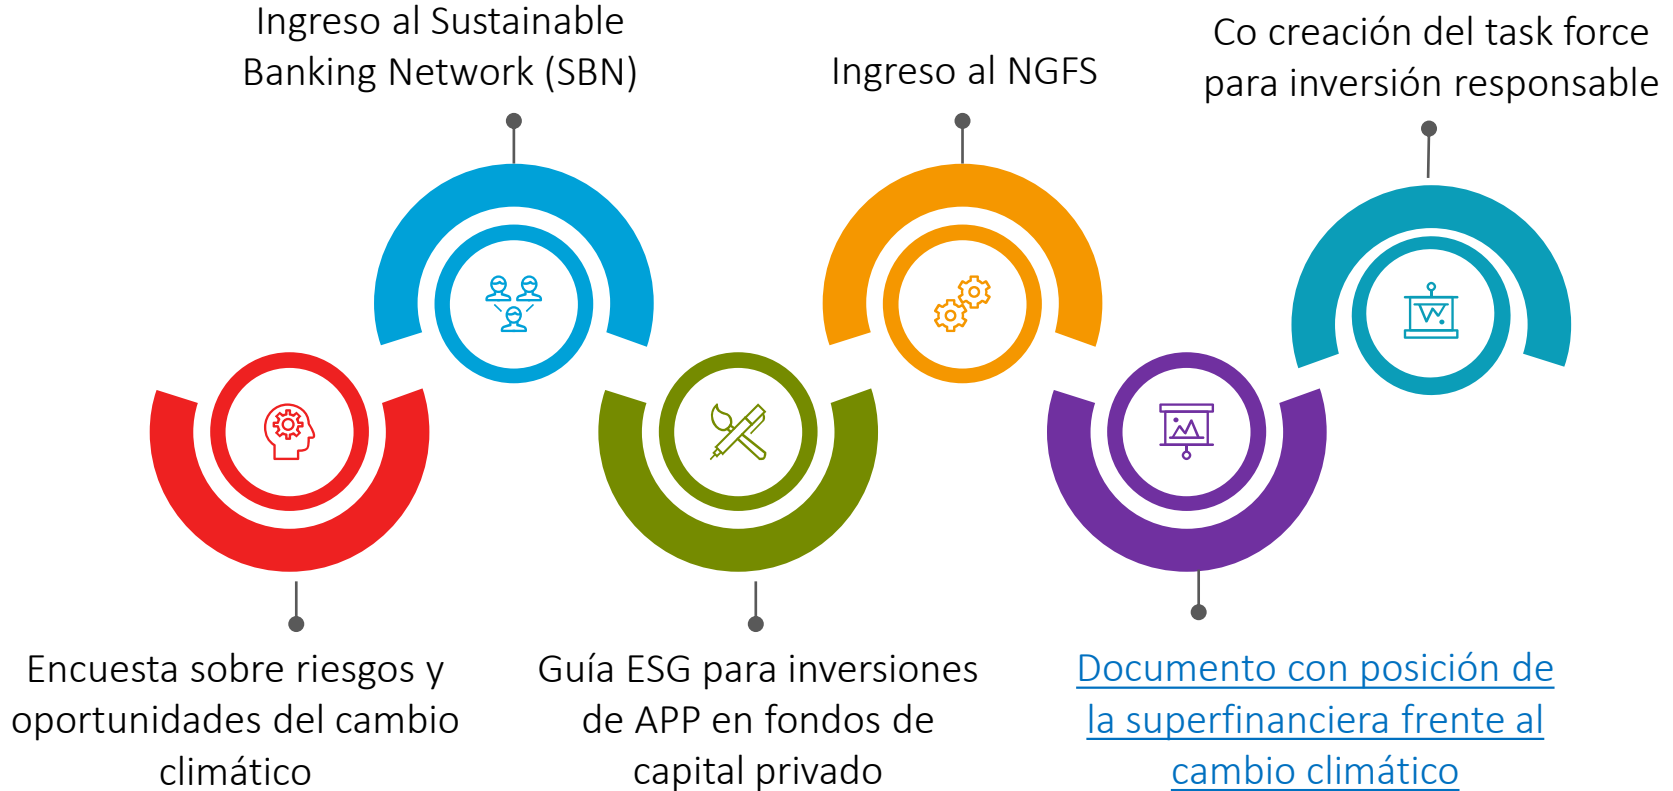 Ingreso al Sustainable
Banking Network (SBN)
Ingreso al NGFS
Co creación del task force
para inversión responsable
Encuesta sobre riesgos y
oportunidades del cambio
climático
Guía ESG para inversiones
de APP en fondos de
capital privado
Documento con posición de
la superfinanciera frente al
cambio climático